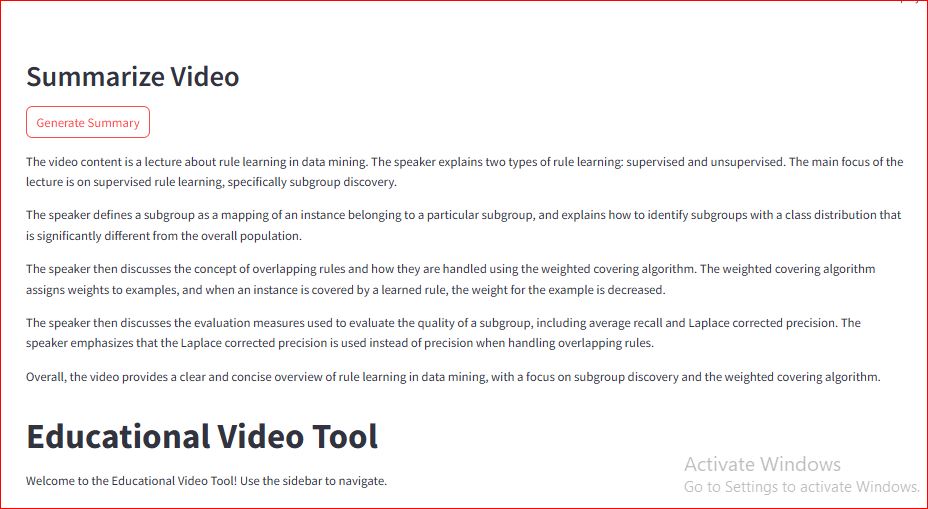 Summarize Video
Generate Summary
The video content is a lecture about rule learning in data mining. The speaker explains two types of rule learning: supervised and unsupervised. The main focus of the
lecture is on supervised rule learning, specifically subgroup discovery.
The speaker defines a subgroup as a mapping of an instance belonging to a particular subgroup, and explains how to identify subgroups with a class distribution that
is significantly different from the overall population.
The speaker then discusses the concept of overlapping rules and how they are handled using the weighted covering algorithm. The weighted covering algorithm
assigns weights to examples, and when an instance is covered by a learned rule, the weight for the example is decreased.
The speaker then discusses the evaluation measures used to evaluate the quality of a subgroup, including average recall and Laplace corrected precision. The
speaker emphasizes that the Laplace corrected precision is used instead of precision when handling overlapping rules.
Overall, the video provides a clear and concise overview of rule learning in data mining, with a focus on subgroup discovery and the weighted covering algorithm.
Educational Video Tool
Welcome to the Educational Video Tool! Use the sidebar to navigate.
Activate Windows
Go to Settings to activate Windows.